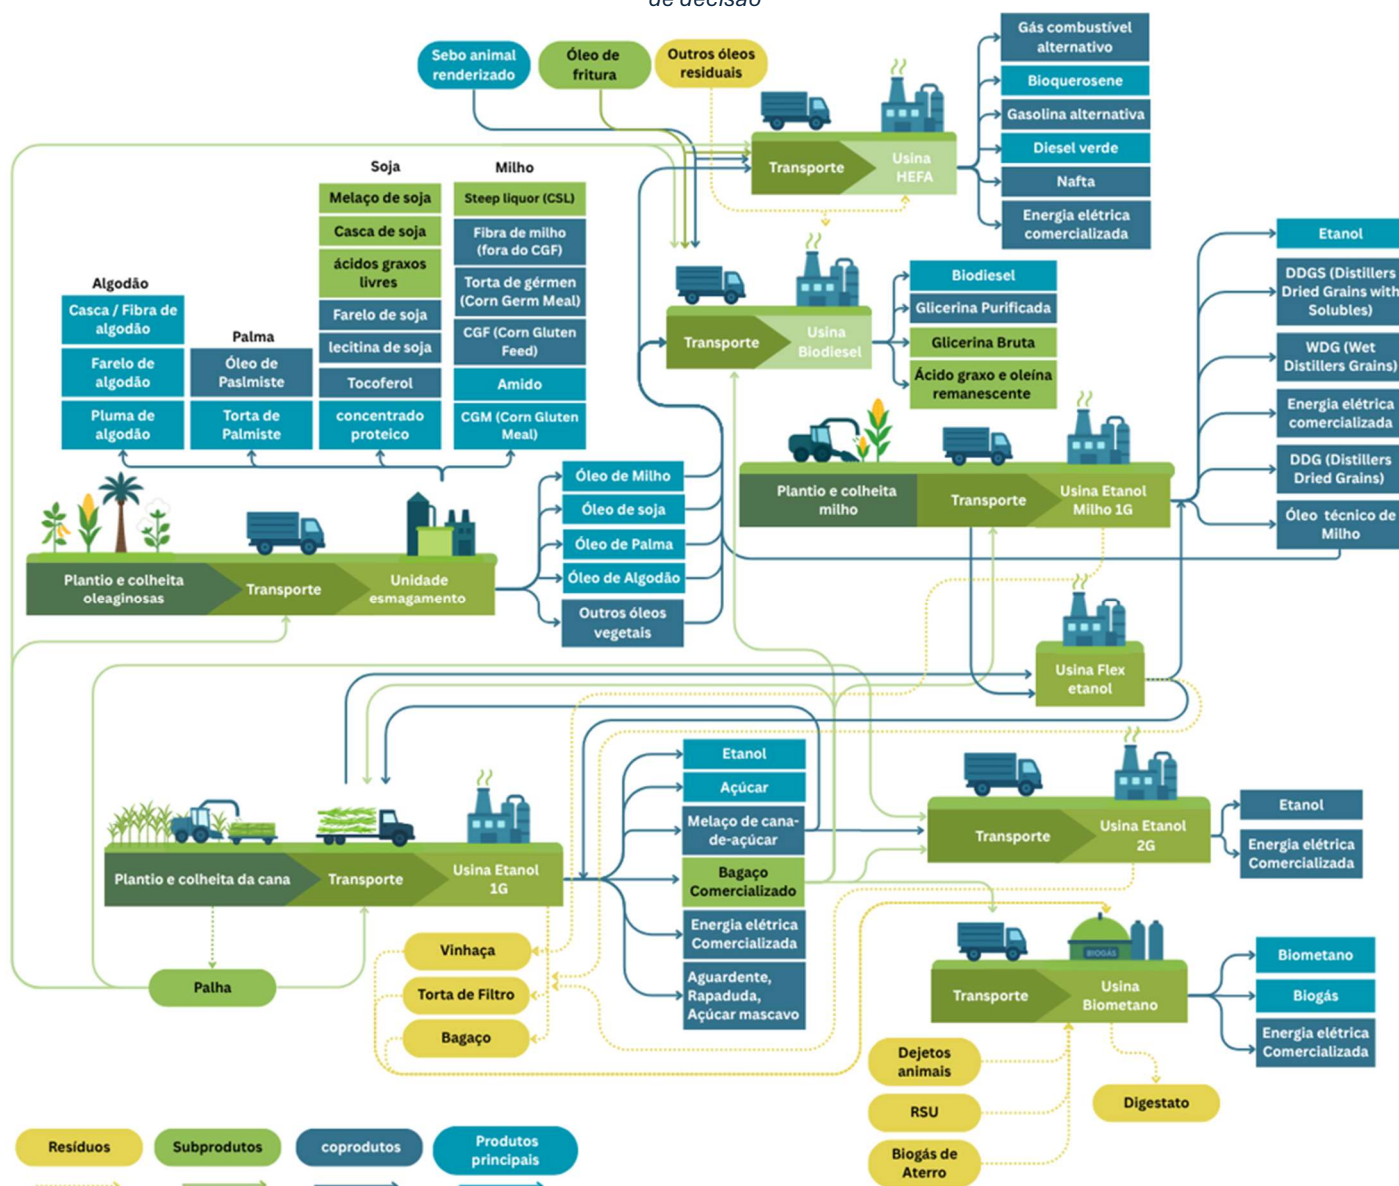 de decisão
Sebo animal
renderizado
Óleo de
fritura
Outros óleos
residuais
Transporte
Usina
HEFA
Gás combustível
alternativo
Bioquerosene
Gasolina alternativa
Diesel verde
Nafta
Energia elétrica
comercializada
Soja
Melaço de soja
Casca de soja
ácidos graxos
livres
Farelo de soja
lecitina de soja
Tocoferol
concentrado
proteico
Milho
Steep liquor (CSL)
Fibra de milho
(fora do CGF)
Torta de gérmen
(Corn Germ Meal)
CGF (Corn Gluten
Feed)
Amido
CGM (Corn Gluten
Meal)
Algodão
Casca / Fibra de
algodão
Farelo de
algodão
Pluma de
algodão
Palma
Óleo de
Paslmiste
Torta de
Palmiste
Transporte
Usina
Biodiesel
Biodiesel
Glicerina Purificada
Glicerina Bruta
Ácido graxo e oleína
remanescente
Etanol
DDGS (Distillers
Dried Grains with
Solubles)
WDG (Wet
Distillers Grains)
Energia elétrica
comercializada
DDG (Distillers
Dried Grains)
Óleo técnico de
Milho
Plantio e colheita
milho
Transporte
Usina Etanol
Milho 1G
Plantio e colheita
oleaginosas
Transporte
Unidade
esmagamento
Óleo de Milho
Óleo de soja
Óleo de Palma
Óleo de Algodão
Outros óleos
vegetais
Usina Flex
etanol
Plantio e colheita da cana
Transporte
Usina Etanol
1G
Etanol
Açúcar
Melaço de cana-
de-açúcar
Bagaço
Comercializado
Energia elétrica
Comercializada
Aguardente,
Rapaduda,
Açúcar mascavo
Transporte
Usina Etanol
2G
Etanol
Energia elétrica
Comercializada
Palha
Vinhaça
Torta de Filtro
Bagaço
BIOGÁS
Transporte
Usina
Biometano
Biometano
Biogás
Energia elétrica
Comercializada
Dejetos
animais
RSU
Biogás de
Aterro
Digestato
Resíduos
Subprodutos
coprodutos
Produtos
principais